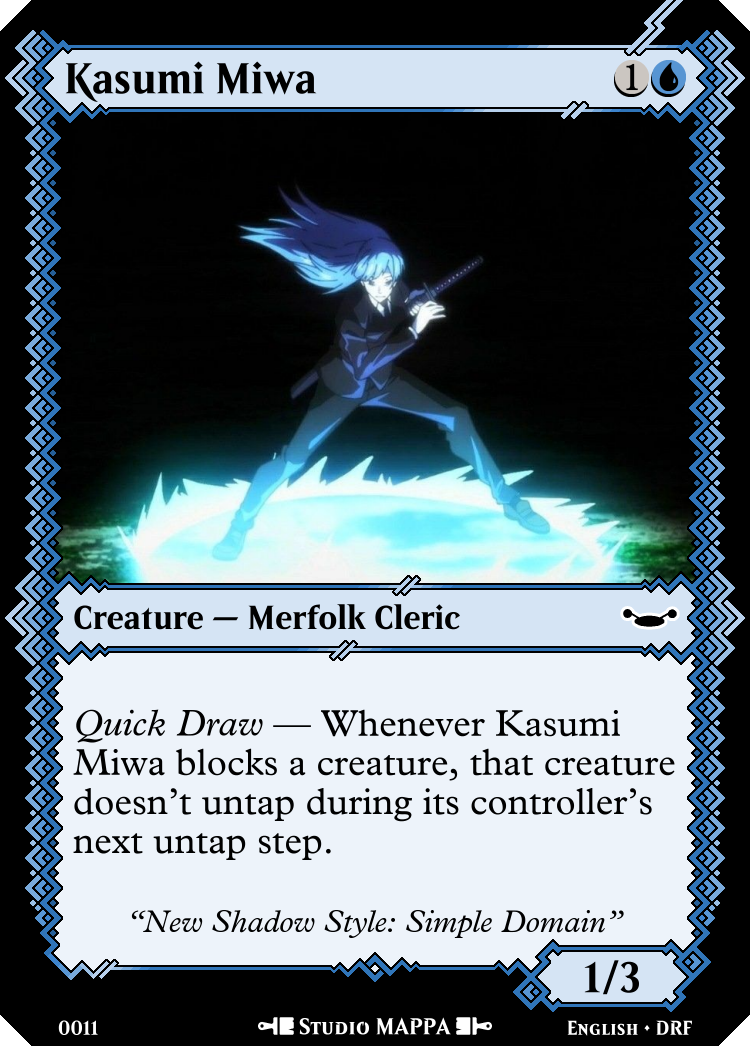 Kasumi Miwa 1
Creature — Merfolk Cleric
Quick Draw — Whenever Kasumi
Miwa blocks a creature, that creature
doesn't untap during its controller's
next untap step.
“New Shadow Style: Simple Domain”
1/3
0011 Studio MAPPA English • DRF